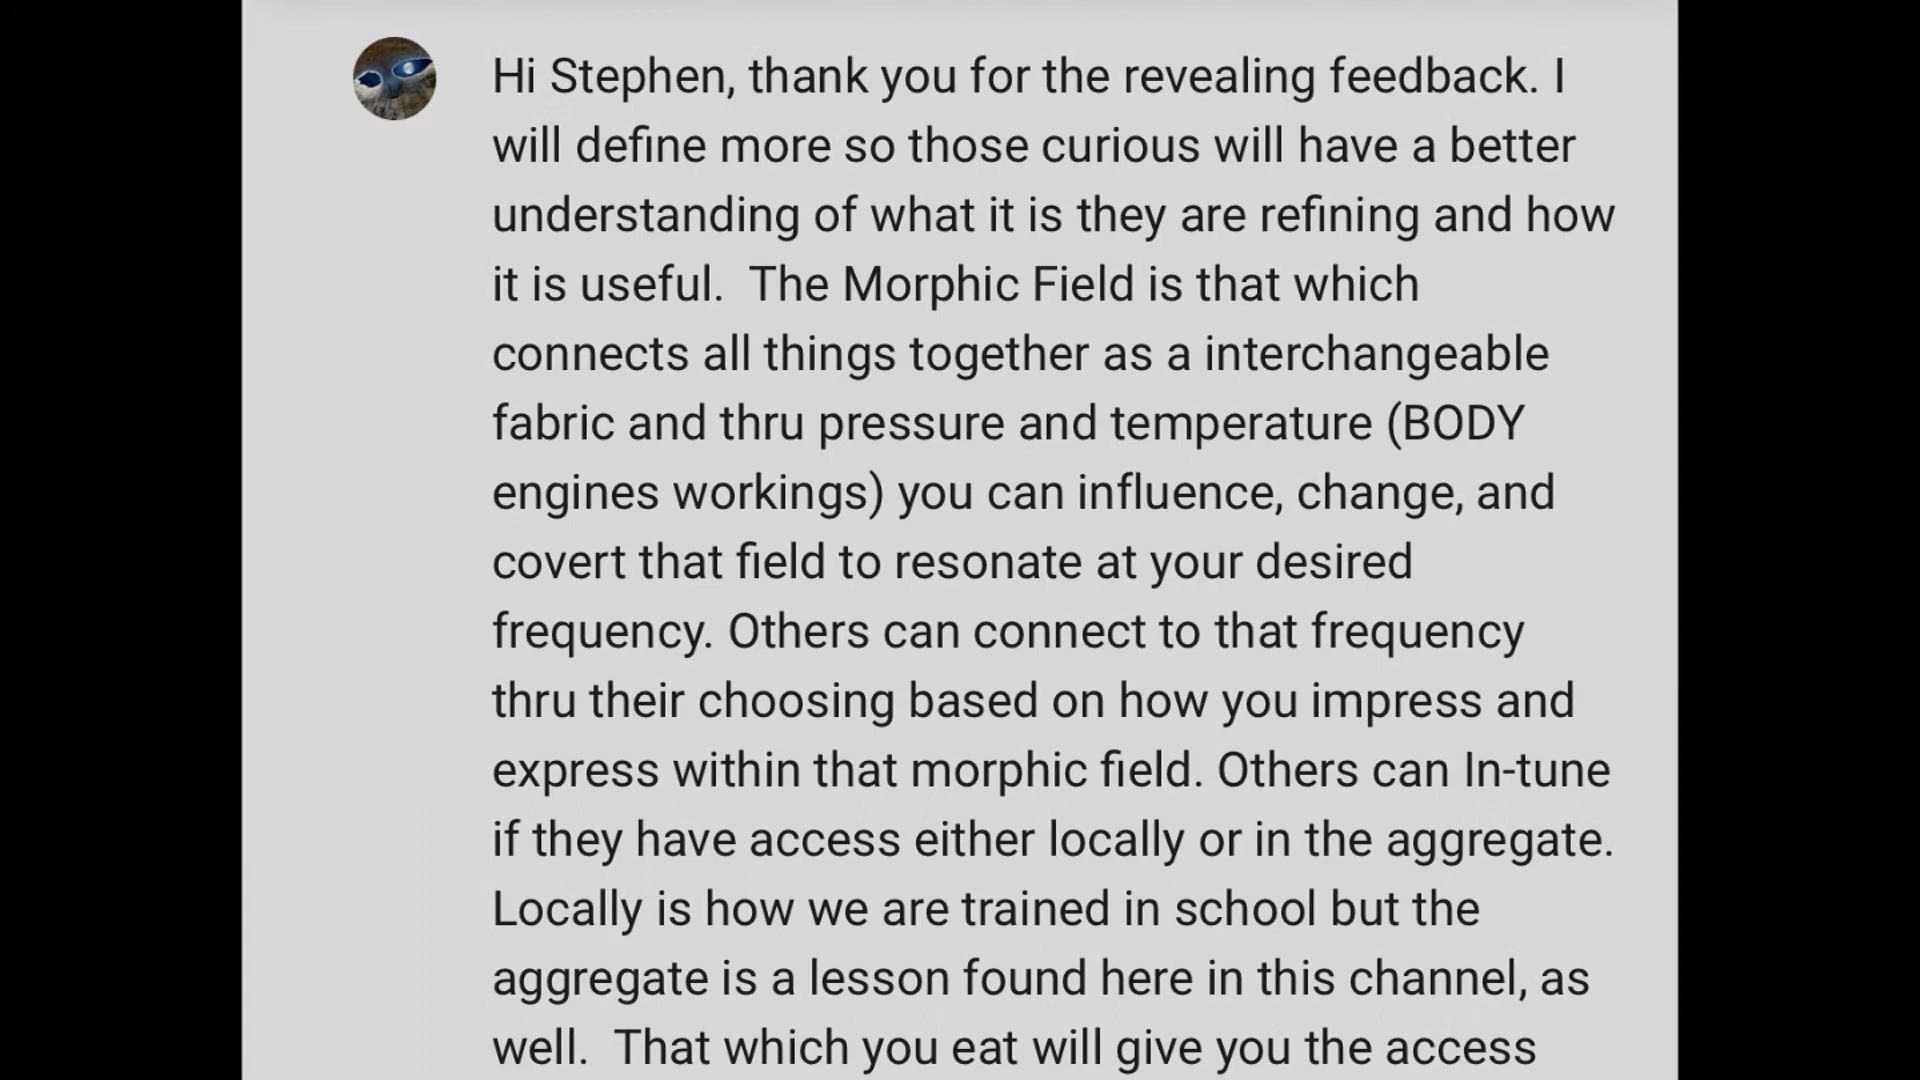 Hi Stephen, thank you for the revealing feedback. I
will define more so those curious will have a better
understanding of what it is they are refining and how
it is useful.  The Morphic Field is that which
connects all things together as a interchangeable
fabric and thru pressure and temperature (BODY
engines workings) you can influence, change, and
covert that field to resonate at your desired
frequency. Others can connect to that frequency
thru their choosing based on how you impress and
express within that morphic field. Others can In-tune
if they have access either locally or in the aggregate.
Locally is how we are trained in school but the
aggregate is a lesson found here in this channel, as
well.  That which you eat will give you the access